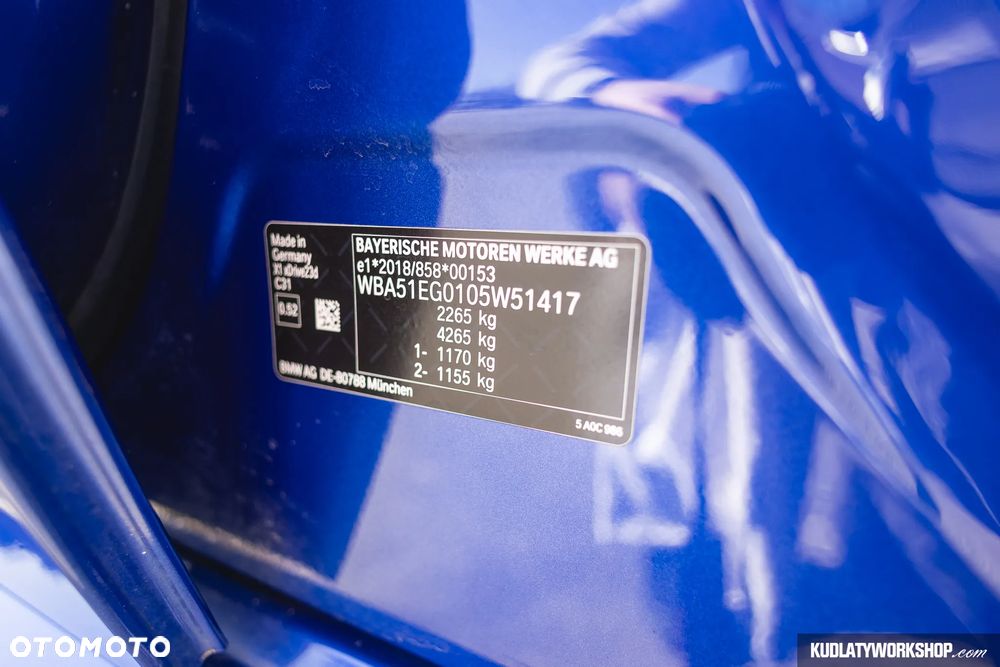 Made in
Germany
X1 xDrive23d
C31
0.52
BAYERISCHE MOTOREN WERKE AG
e1*2018/858*00153
WBA51EG0105W51417
2265 kg
4265 kg
1- 1170 kg
2- 1155 kg
BMW AG DE-80788 München
5 A0C 986
OTOMOTO
KUDLATYWORKSHOP.com